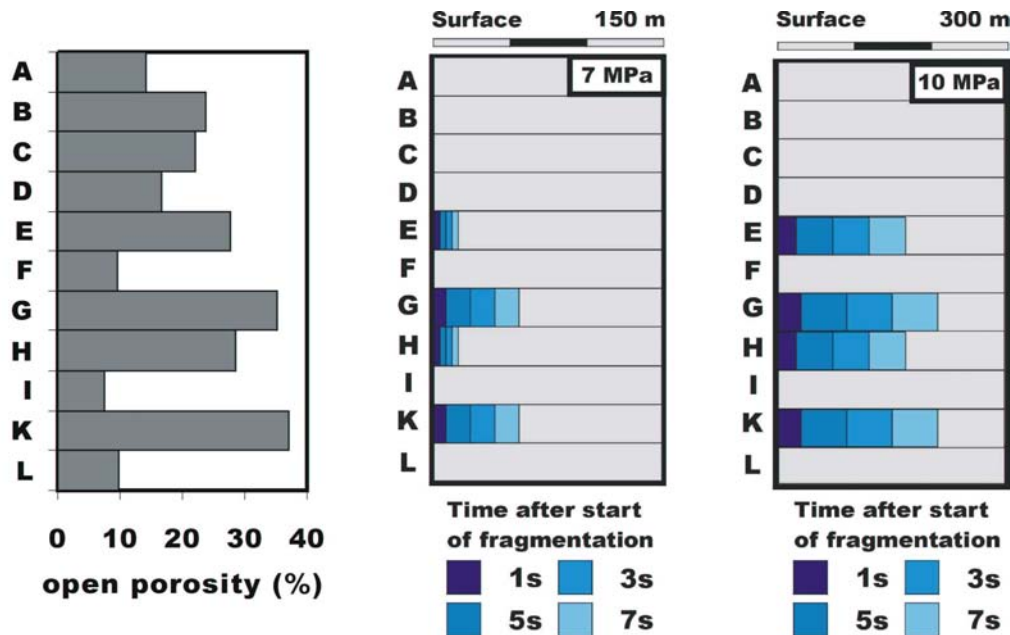 A
B
C
D
E
F
G
H
I
K
L
0 10 20 30 40
open porosity (%)
Surface 150 m
7 MPa
A
B
C
D
E
F
G
H
I
K
L
Time after start
of fragmentation
1s 3s
5s 7s
Surface 300 m
10 MPa
A
B
C
D
E
F
G
H
I
K
L
Time after start
of fragmentation
1s 3s
5s 7s